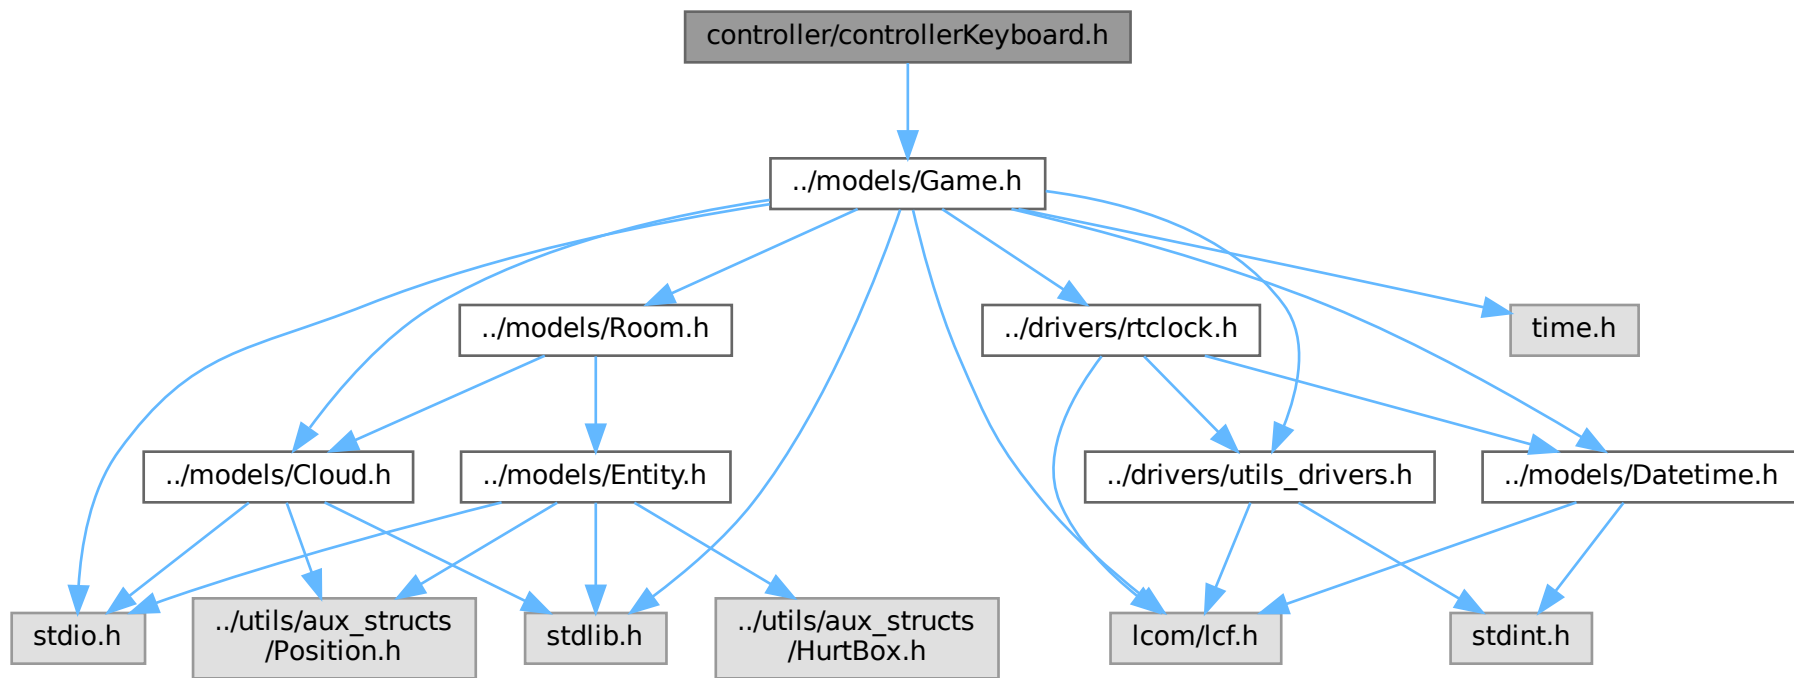 controller/controllerKeyboard.h
../models/Game.h
../models/Room.h
../drivers/rtclock.h
time.h
../models/Cloud.h
../models/Entity.h
../drivers/utils_drivers.h
../models/Datetime.h
stdio.h
../utils/aux_structs
/Position.h
stdlib.h
../utils/aux_structs
/HurtBox.h
lcom/lcf.h
stdint.h